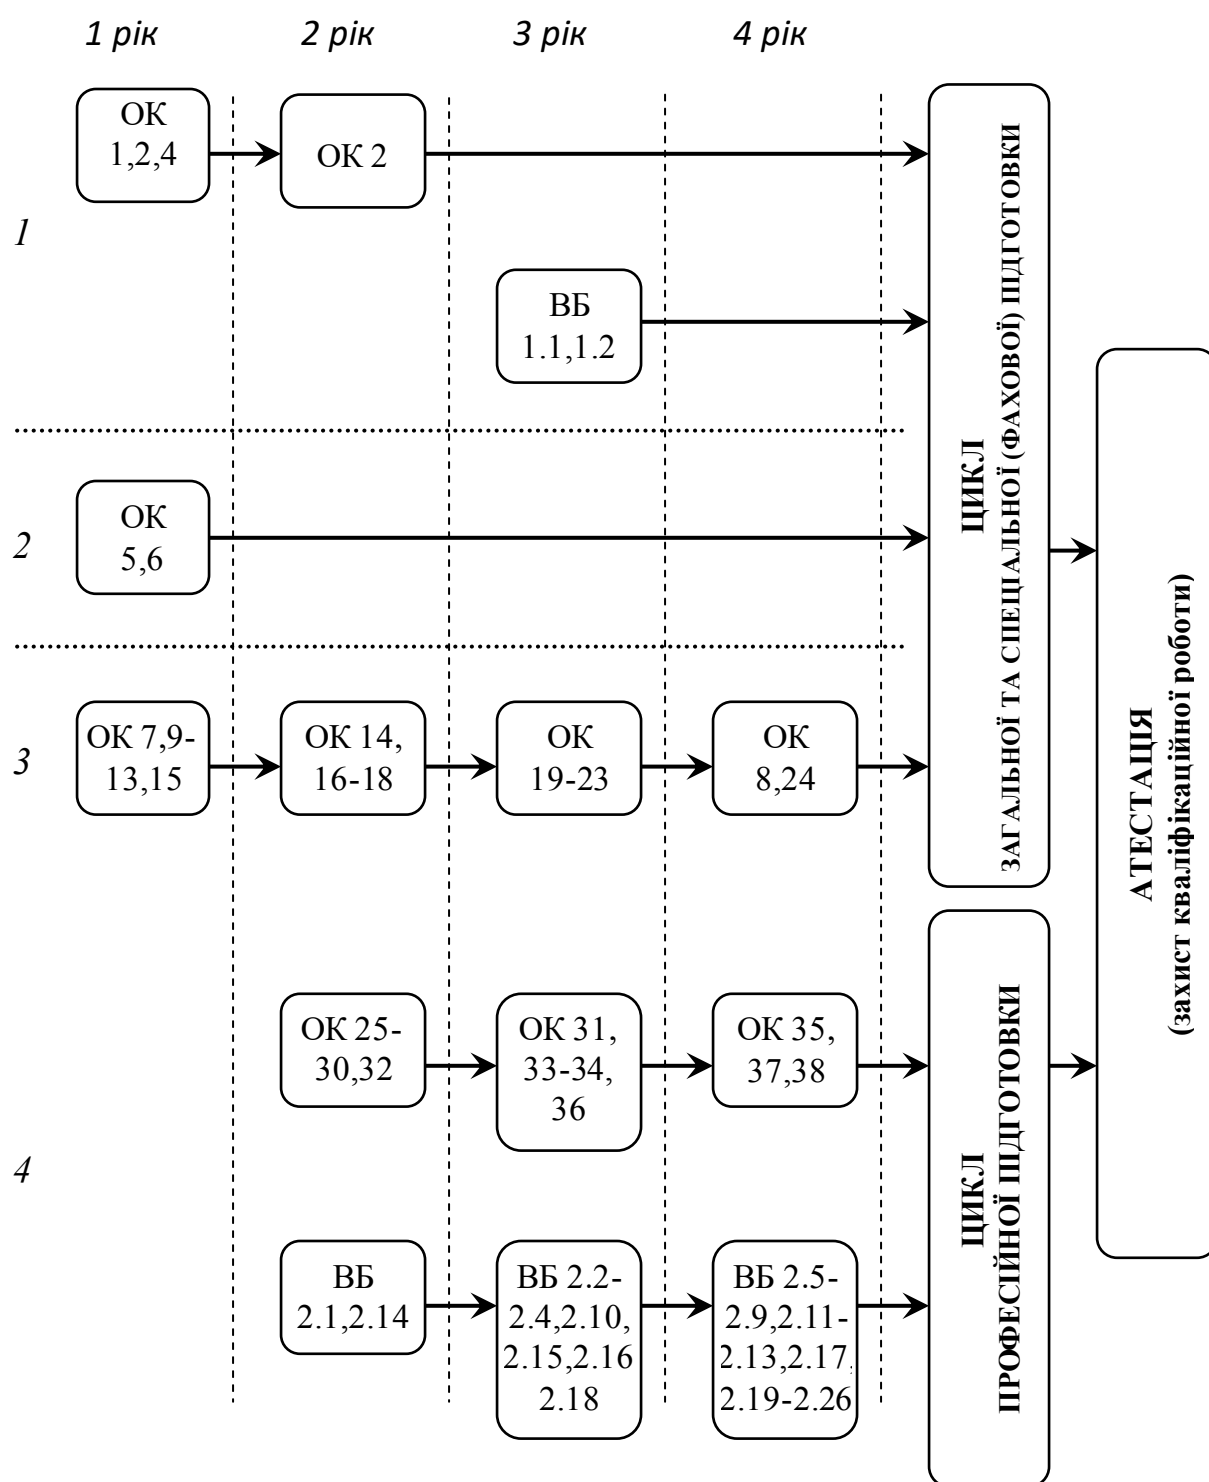 1 рік 2 рік 3 рік 4 рік
ОК
1,2,4
ОК 2
1
ВБ
1.1,1.2
ОК
5,6
2
ОК 7,9-
13,15
ОК 14,
16-18
ОК
19-23
ОК
8,24
3
ОК 25-
30,32
ОК 31,
33-34,
36
ОК 35,
37,38
4
ВБ
2.1,2.14
ВБ 2.2-
2.4,2.10,
2.15,2.16
2.18
ВБ 2.5-
2.9,2.11-
2.13,2.17,
2.19-2.26
ЦИКЛ
ЗАГАЛЬНОЇ ТА СПЕЦІАЛЬНОЇ (ФАХОВОЇ) ПІДГОТОВКИ
ЦИКЛ
ПРОФЕСІЙНОЇ ПІДГОТОВКИ
АТЕСТАЦІЯ
(захист кваліфікаційної роботи)